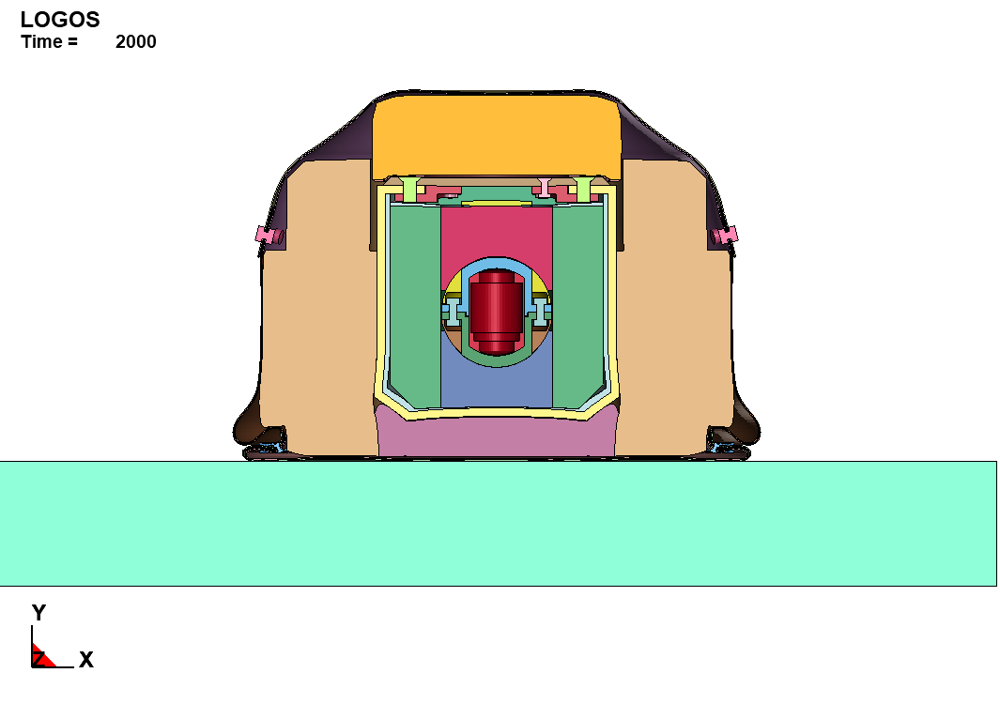 LOGOS
Time = 2000
Y
Z X